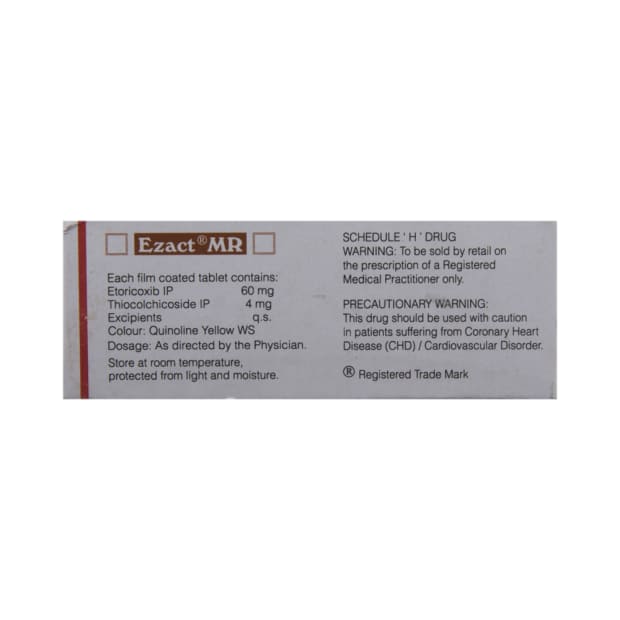 Ezact® MR
Each film coated tablet contains:
Etoricoxib IP 60 mg
Thiocolchicoside IP 4 mg
Excipients q.s.
Colour: Quinoline Yellow WS
Dosage: As directed by the Physician.
Store at room temperature,
protected from light and moisture.
SCHEDULE ' H ' DRUG
WARNING: To be sold by retail on
the prescription of a Registered
Medical Practitioner only.
PRECAUTIONARY WARNING:
This drug should be used with caution
in patients suffering from Coronary Heart
Disease (CHD) / Cardiovascular Disorder.
® Registered Trade Mark